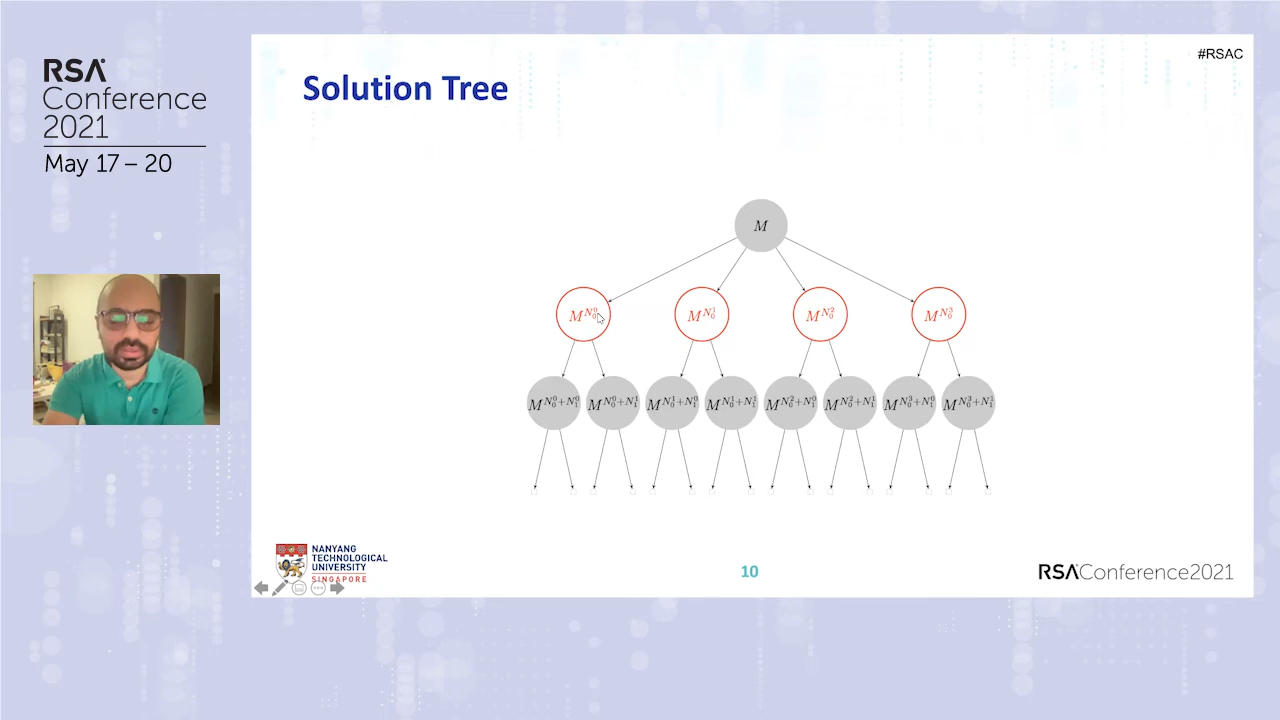 RSA
Conference
2021
May 17 – 20
#RSAC
Solution Tree
M
M^{N_0^0} M^{N_0^1} M^{N_0^2} M^{N_0^3}
M^{N_0^0+N_1^0} M^{N_0^0+N_1^1} M^{N_0^1+N_1^0} M^{N_0^1+N_1^1} M^{N_0^2+N_1^0} M^{N_0^2+N_1^1} M^{N_0^3+N_1^0} M^{N_0^3+N_1^1}
NANYANG
TECHNOLOGICAL
UNIVERSITY
SINGAPORE
10
RSAConference2021